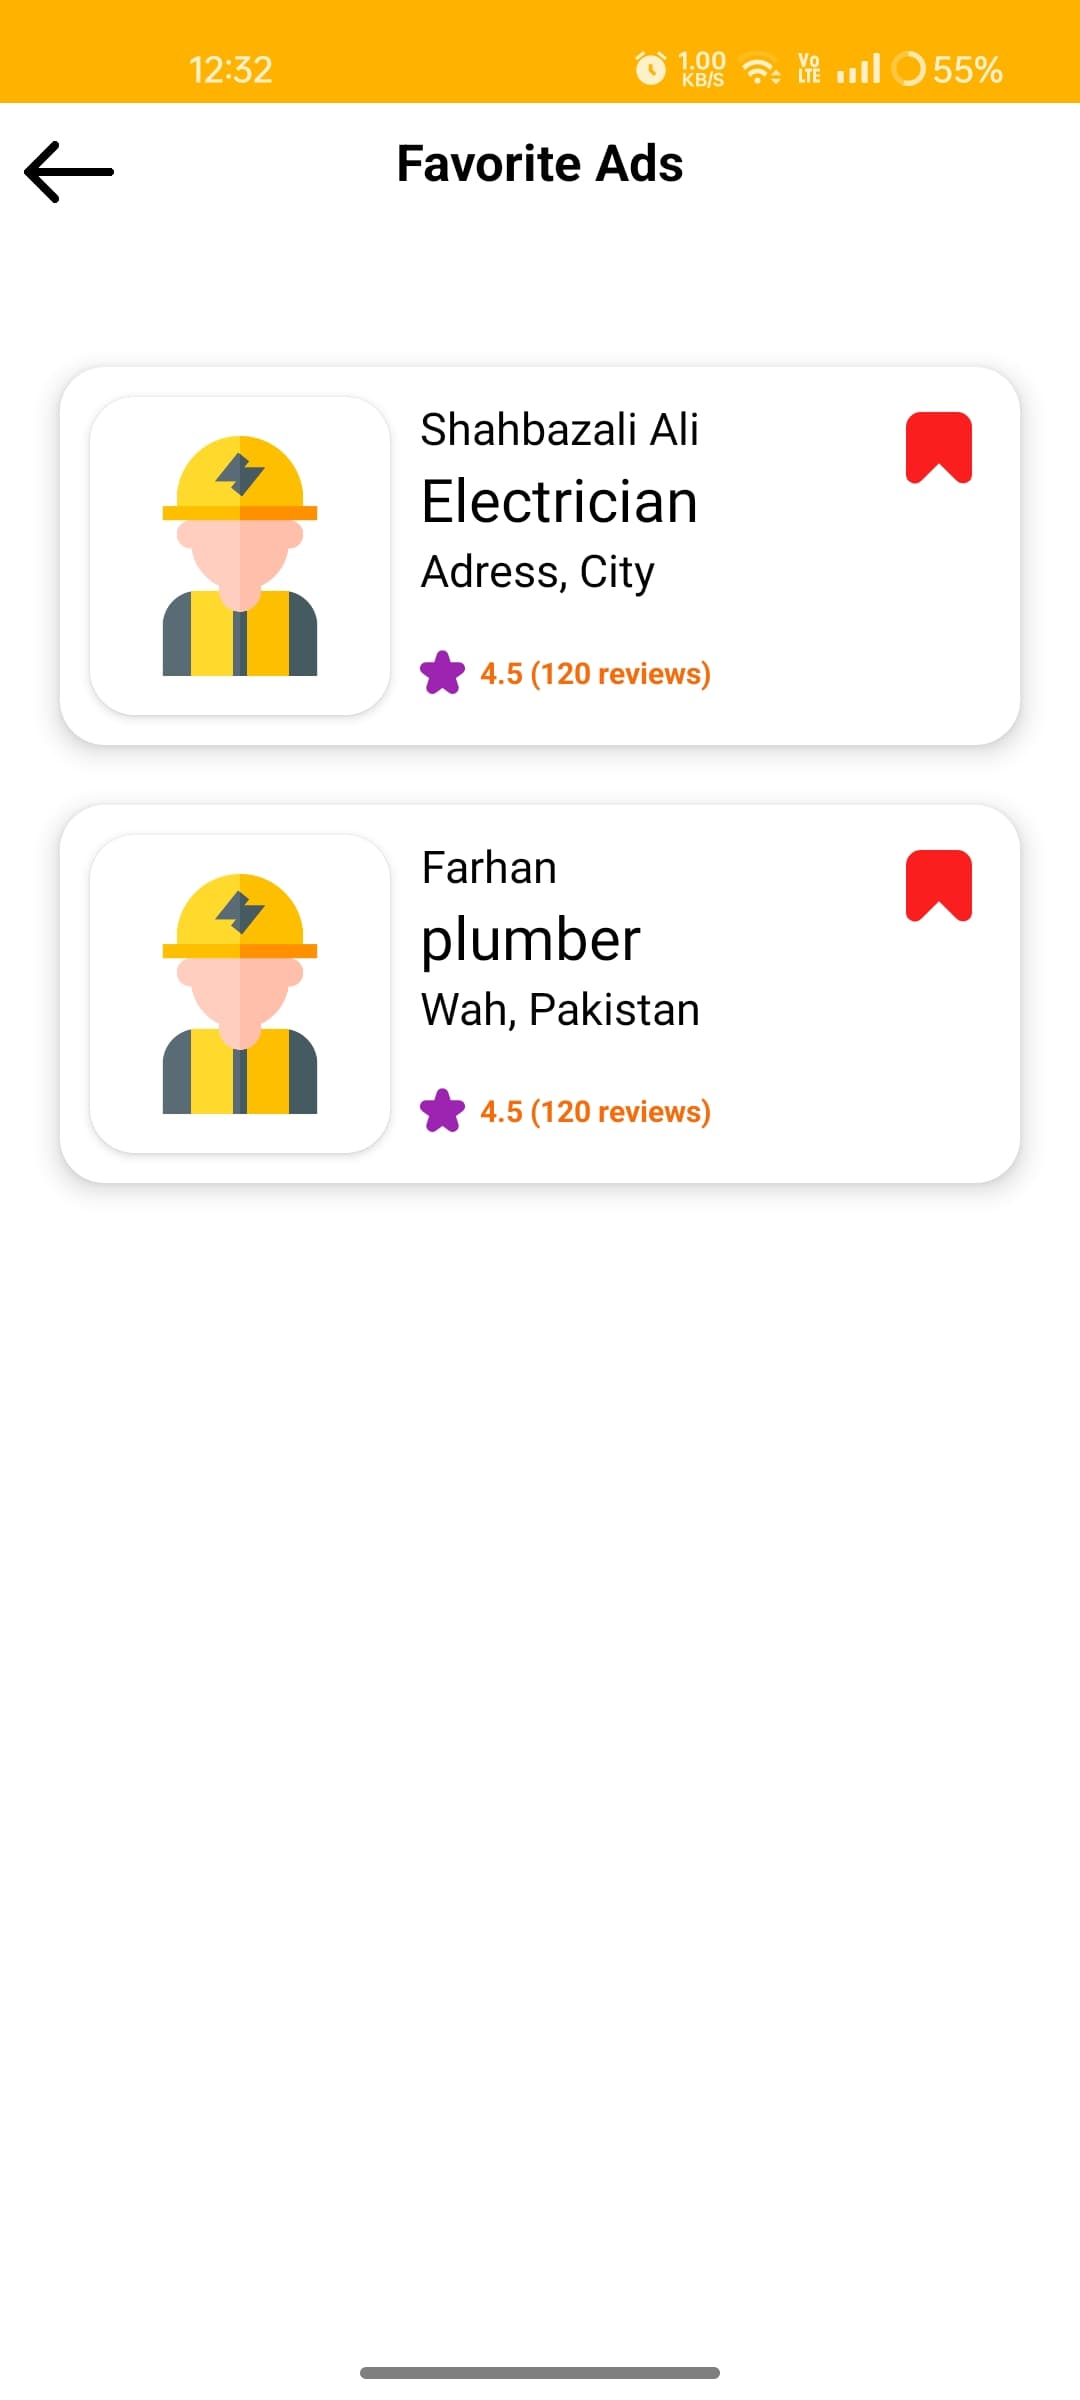 12:32
1.00
KB/S
Vo
LTE
55%
Favorite Ads
Shahbazali Ali
Electrician
Adress, City
4.5 (120 reviews)
Farhan
plumber
Wah, Pakistan
4.5 (120 reviews)